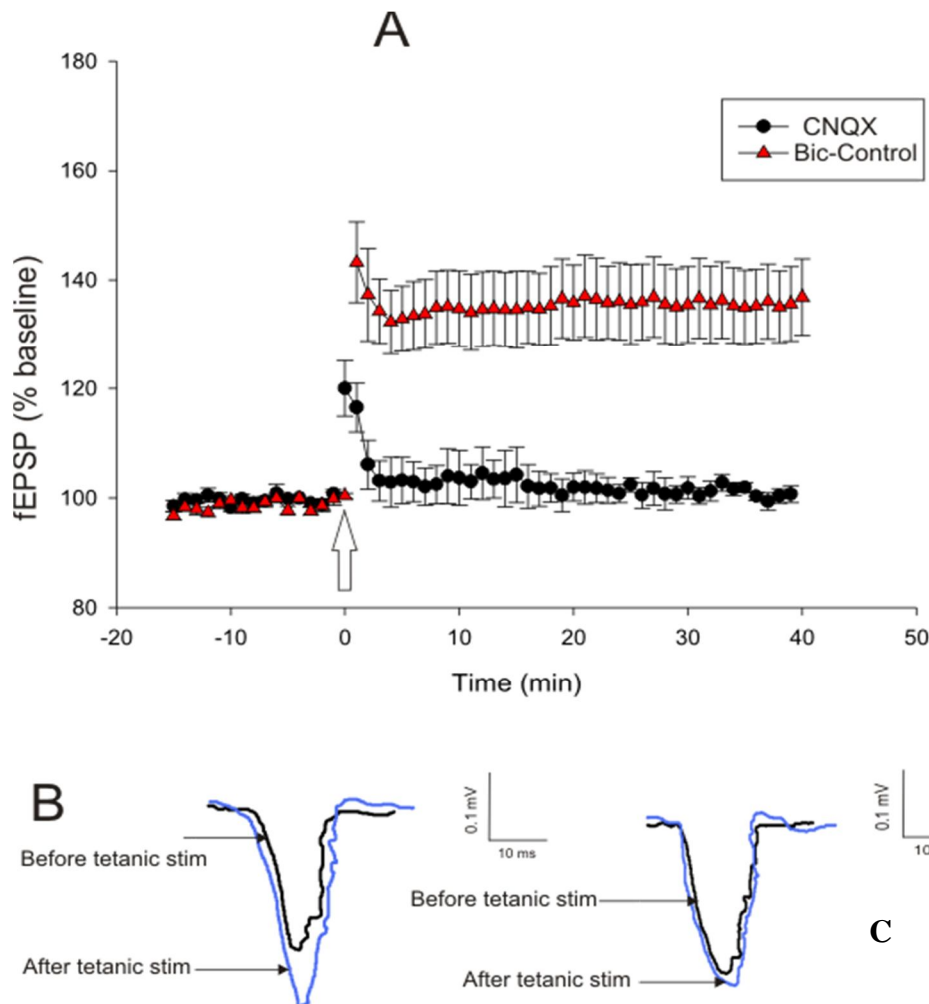 A
180
160
140
120
100
80
fEPSP (% baseline)
CNQX
Bic-Control
-20 -10 0 10 20 30 40 50
Time (min)
B
0.1 mV
10 ms
Before tetanic stim
After tetanic stim
0.1 mV
10
Before tetanic stim
After tetanic stim
C